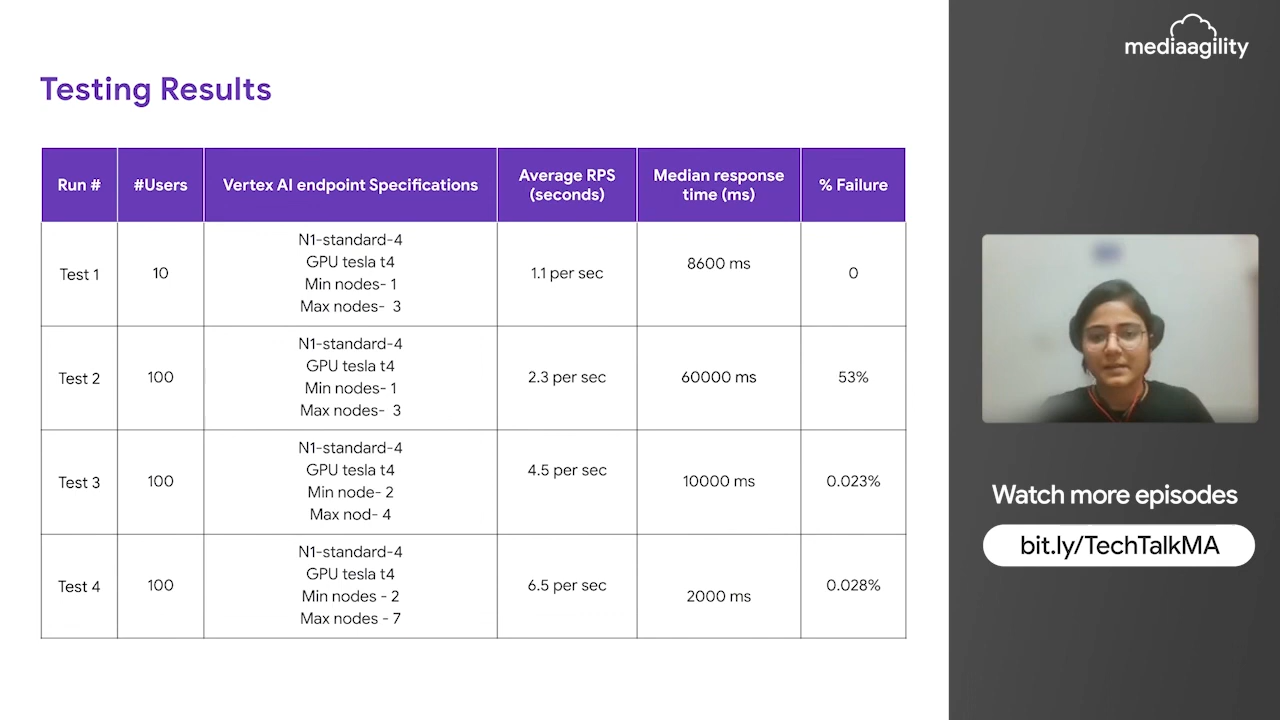 mediaagility
Testing Results
Run #
#Users
Vertex AI endpoint Specifications
Average RPS
(seconds)
Median response
time (ms)
% Failure
Test 1
10
N1-standard-4
GPU tesla t4
Min nodes- 1
Max nodes-  3
1.1 per sec
8600 ms
0
Test 2
100
N1-standard-4
GPU tesla t4
Min nodes- 1
Max nodes-  3
2.3 per sec
60000 ms
53%
Test 3
100
N1-standard-4
GPU tesla t4
Min node- 2
Max nod- 4
4.5 per sec
10000 ms
0.023%
Test 4
100
N1-standard-4
GPU tesla t4
Min nodes - 2
Max nodes - 7
6.5 per sec
2000 ms
0.028%
Watch more episodes
bit.ly/TechTalkMA